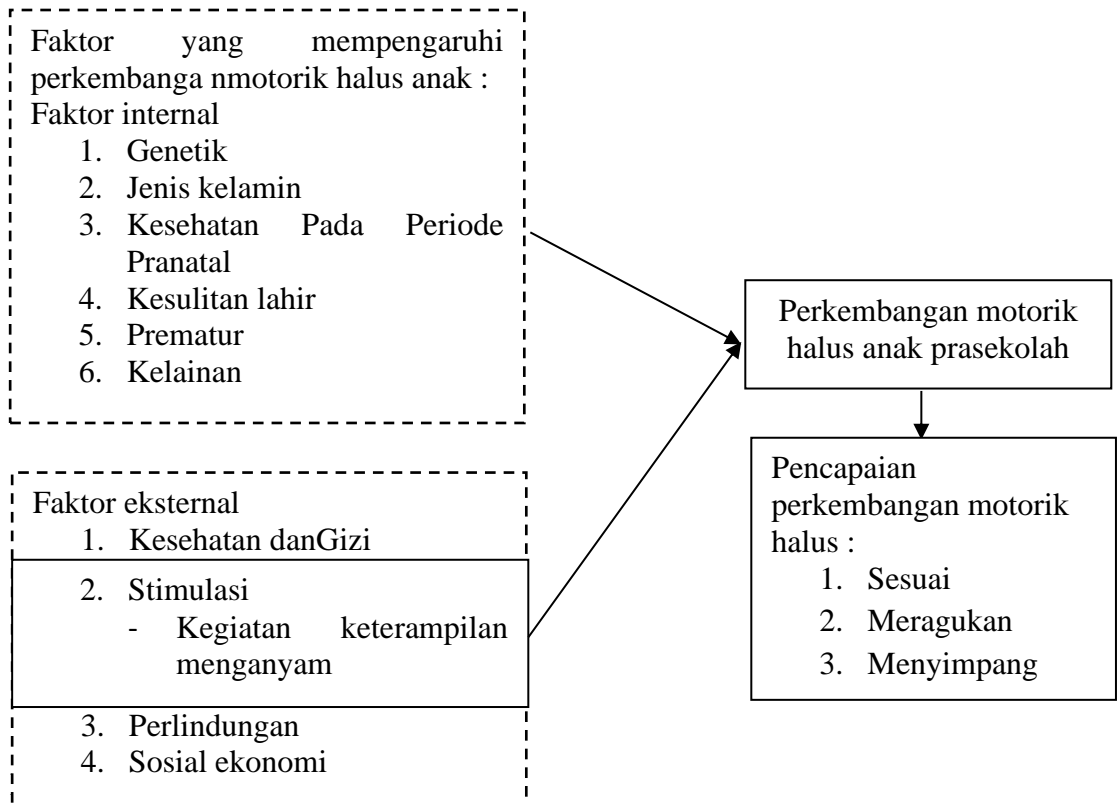 Faktor yang mempengaruhi
perkembanga nmotorik halus anak :
Faktor internal
1. Genetik
2. Jenis kelamin
3. Kesehatan Pada Periode
Pranatal
4. Kesulitan lahir
5. Prematur
6. Kelainan
Faktor eksternal
1. Kesehatan danGizi
2. Stimulasi
- Kegiatan keterampilan
menganyam
3. Perlindungan
4. Sosial ekonomi
Perkembangan motorik
halus anak prasekolah
Pencapaian
perkembangan motorik
halus :
1. Sesuai
2. Meragukan
3. Menyimpang